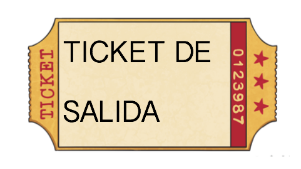 TICKET
TICKET DE
SALIDA
0123987